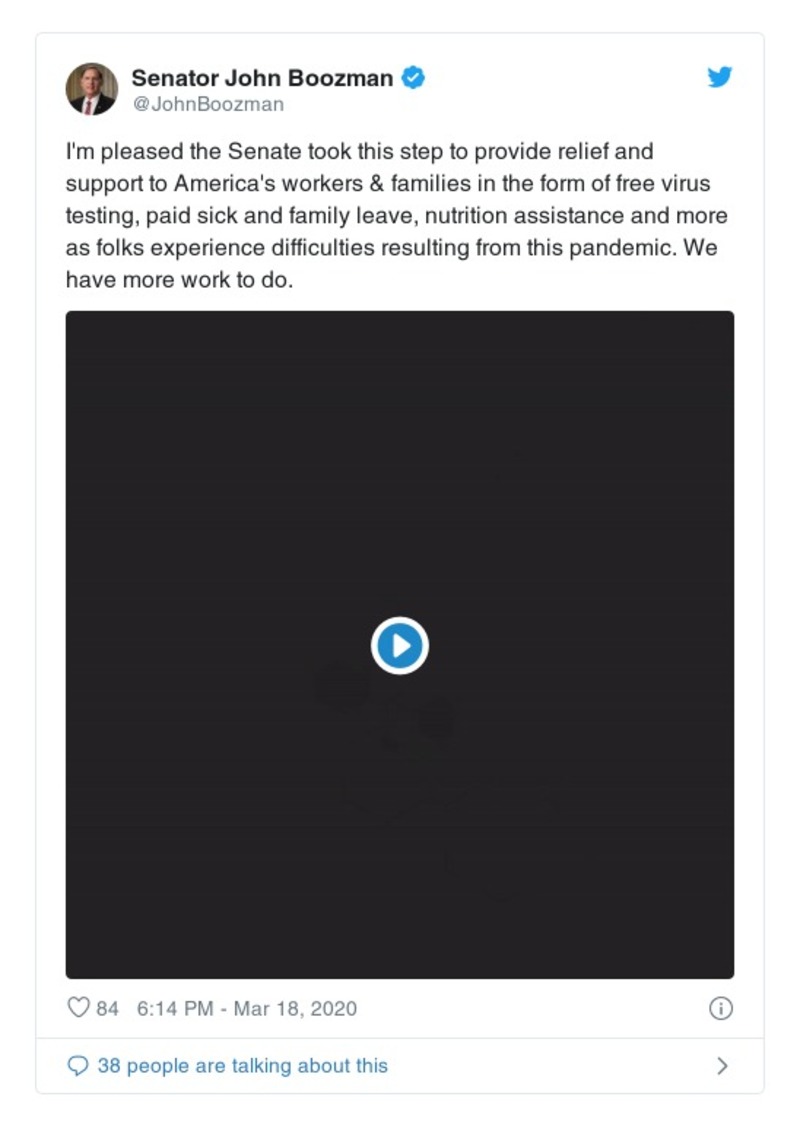 Senator John Boozman
@JohnBoozman
I'm pleased the Senate took this step to provide relief and
support to America's workers & families in the form of free virus
testing, paid sick and family leave, nutrition assistance and more
as folks experience difficulties resulting from this pandemic. We
have more work to do.
84 6:14 PM - Mar 18, 2020
38 people are talking about this